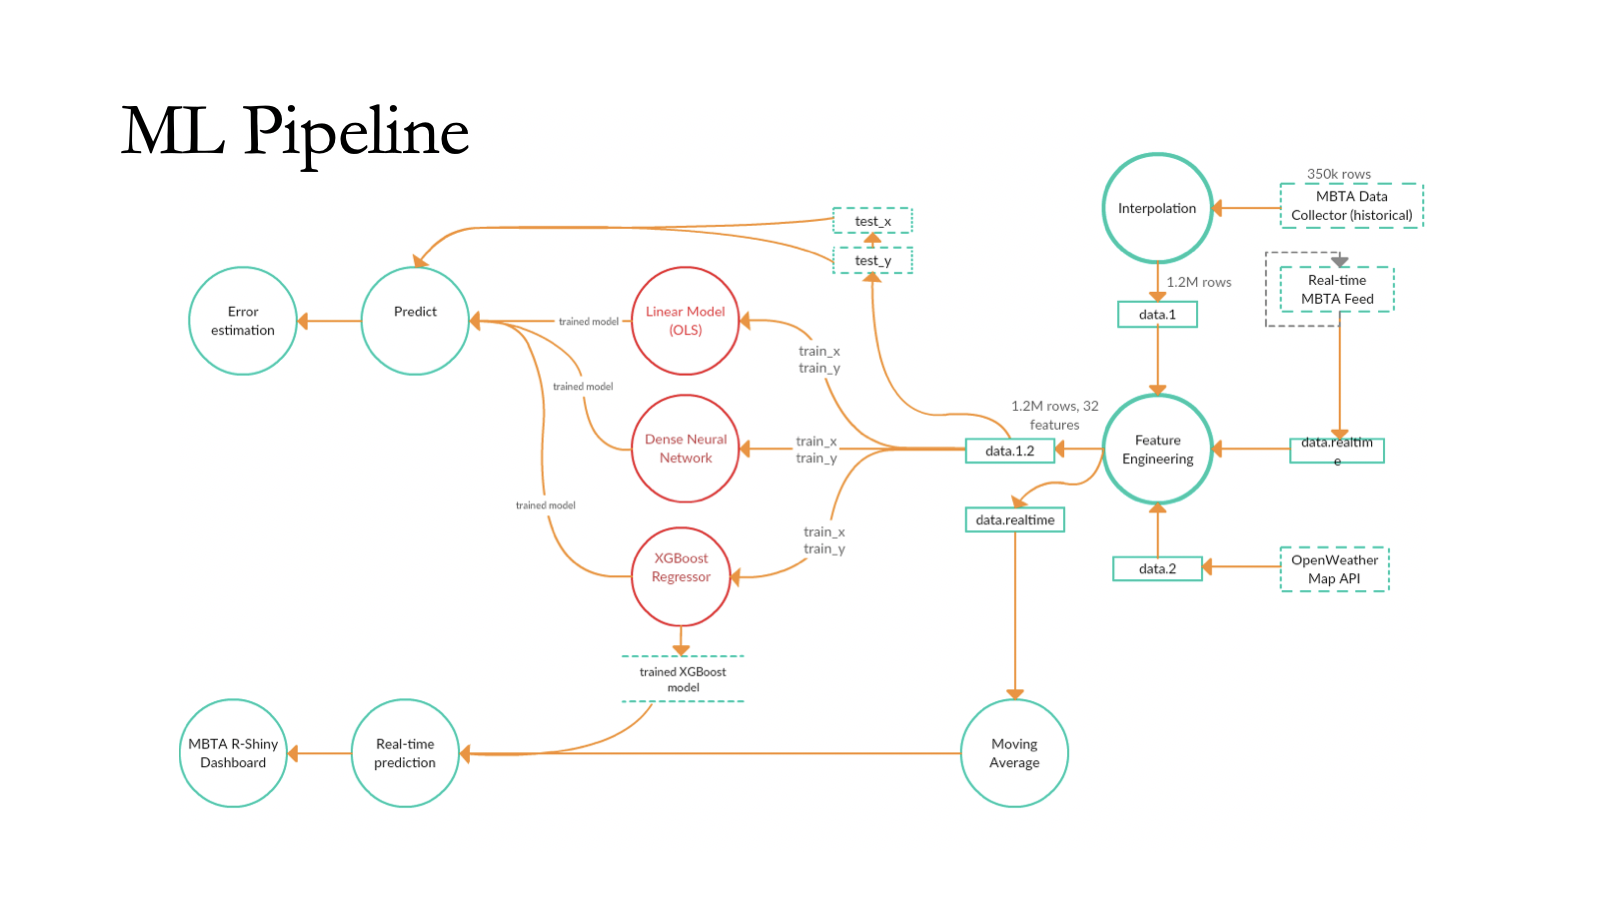 ML Pipeline
350k rows
MBTA Data
Collector (historical)
Interpolation
test_x
test_y
1.2M rows
Real-time
MBTA Feed
data.1
Error
estimation
Predict
trained model
Linear Model
(OLS)
train_x
train_y
trained model
1.2M rows, 32
features
Dense Neural
Network
train_x
train_y
data.1.2
Feature
Engineering
data.realtim
e
trained model
data.realtime
train_x
train_y
XGBoost
Regressor
data.2
OpenWeather
Map API
trained XGBoost
model
MBTA R-Shiny
Dashboard
Real-time
prediction
Moving
Average